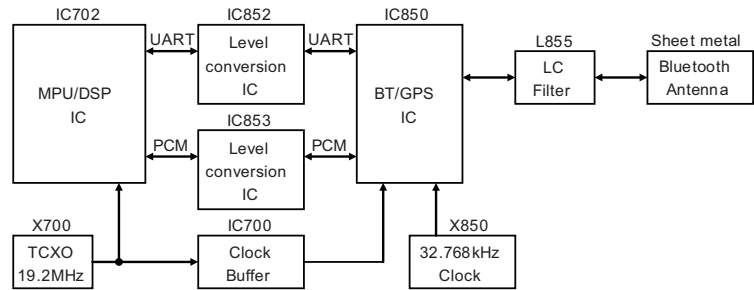 IC702
IC852
IC850
UART
Level
conversion
IC
UART
MPU/DSP
IC
BT/GPS
IC
L855
LC
Filter
Sheet metal
Bluetooth
Antenna
IC853
PCM
Level
conversion
IC
PCM
X700
TCXO
19.2MHz
IC700
Clock
Buffer
X850
32.768kHz
Clock